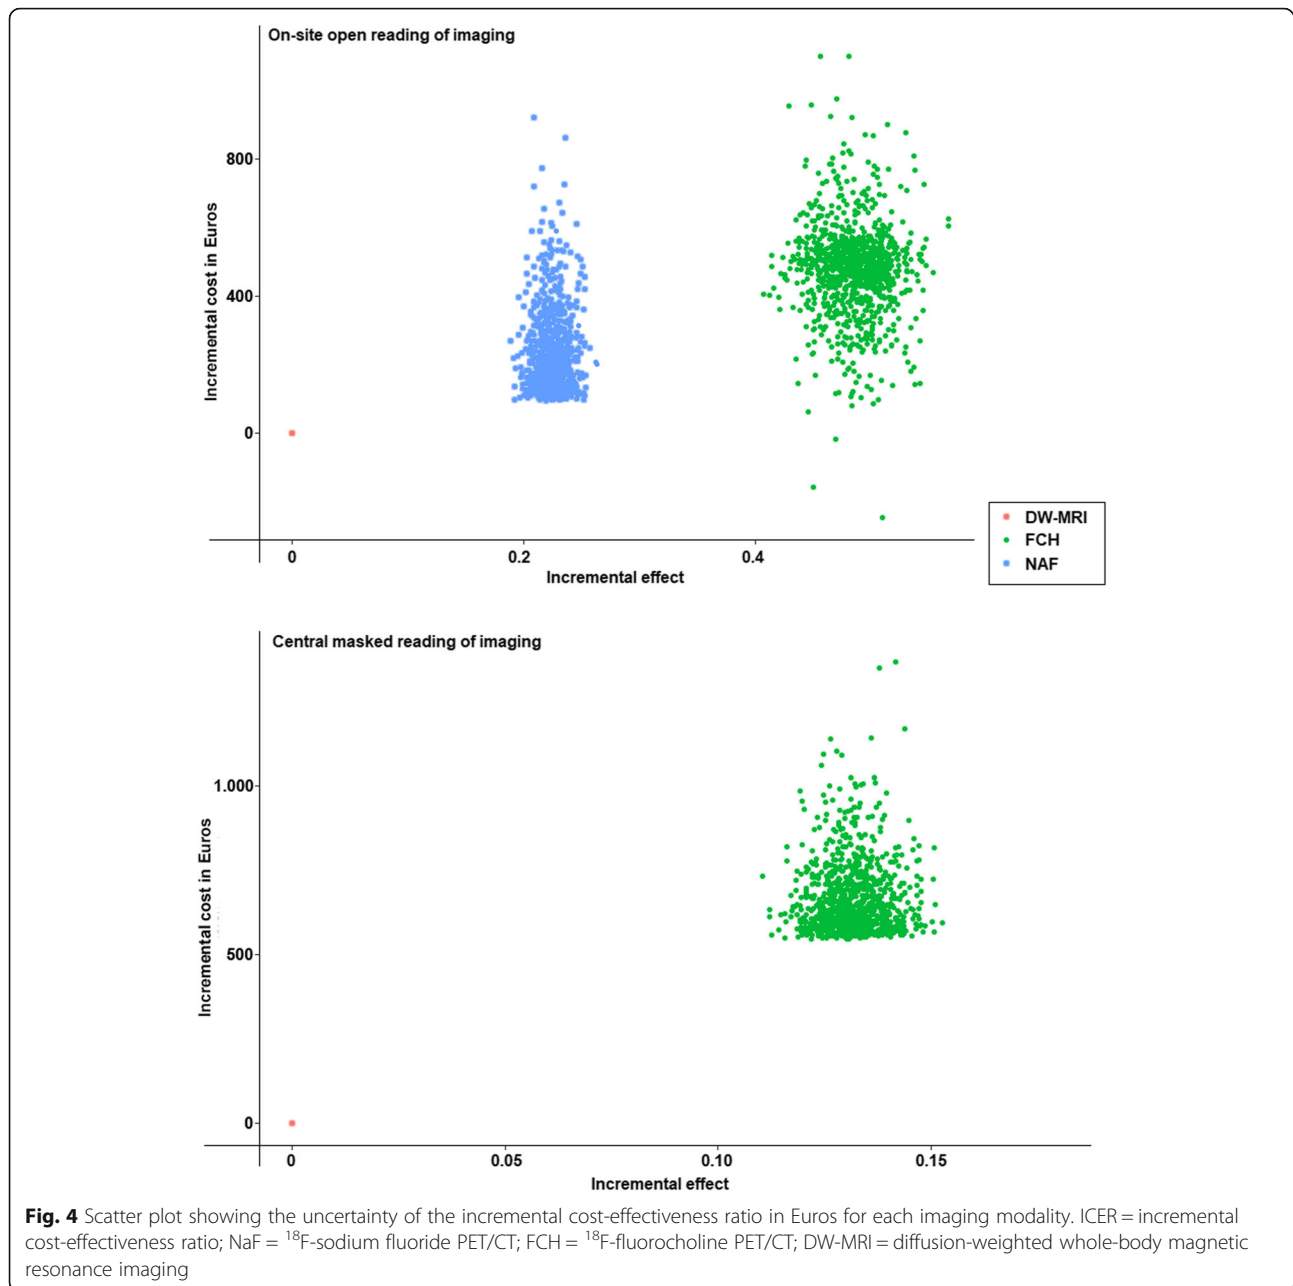 On-site open reading of imaging
800
400
0
Incremental cost in Euros
0 0.2 0.4
Incremental effect
DW-MRI
FCH
NAF
Central masked reading of imaging
1.000
500
0
Incremental cost in Euros
0 0.05 0.10 0.15
Incremental effect
Fig. 4 Scatter plot showing the uncertainty of the incremental cost-effectiveness ratio in Euros for each imaging modality. ICER = incremental
cost-effectiveness ratio; NaF = ¹⁸F-sodium fluoride PET/CT; FCH = ¹⁸F-fluorocholine PET/CT; DW-MRI = diffusion-weighted whole-body magnetic
resonance imaging